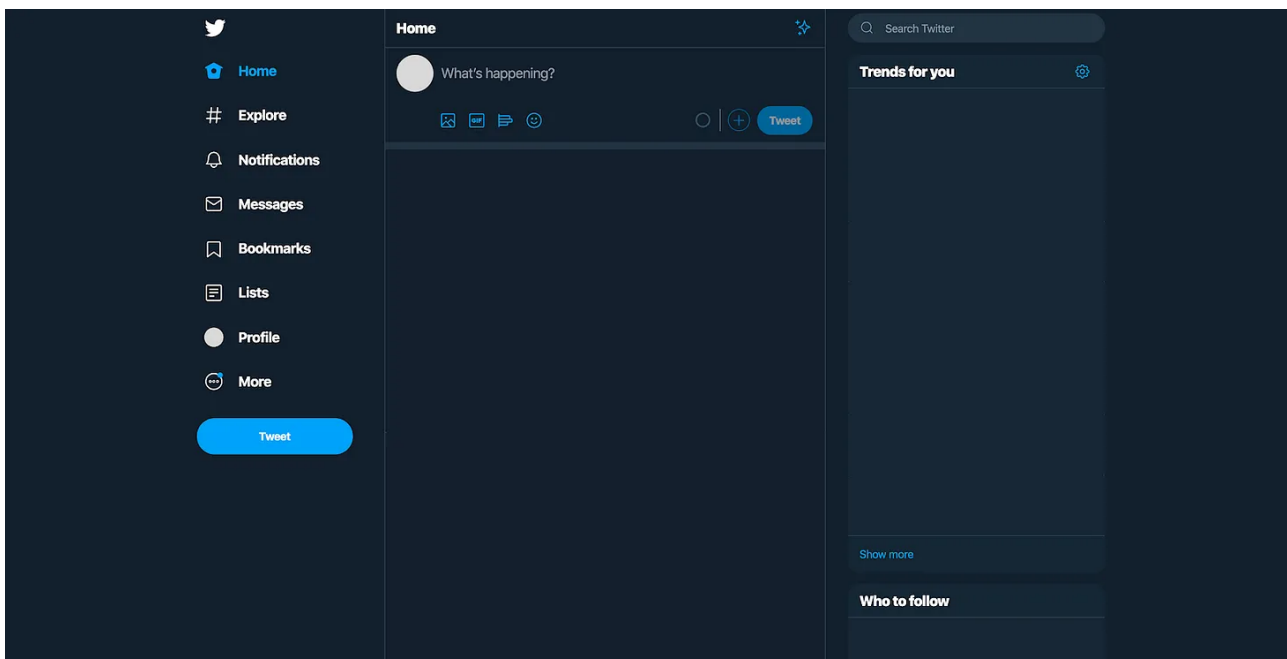 Home
Explore
Notifications
Messages
Bookmarks
Lists
Profile
More
Tweet
Home
What's happening?
GIF
Tweet
Search Twitter
Trends for you
Show more
Who to follow